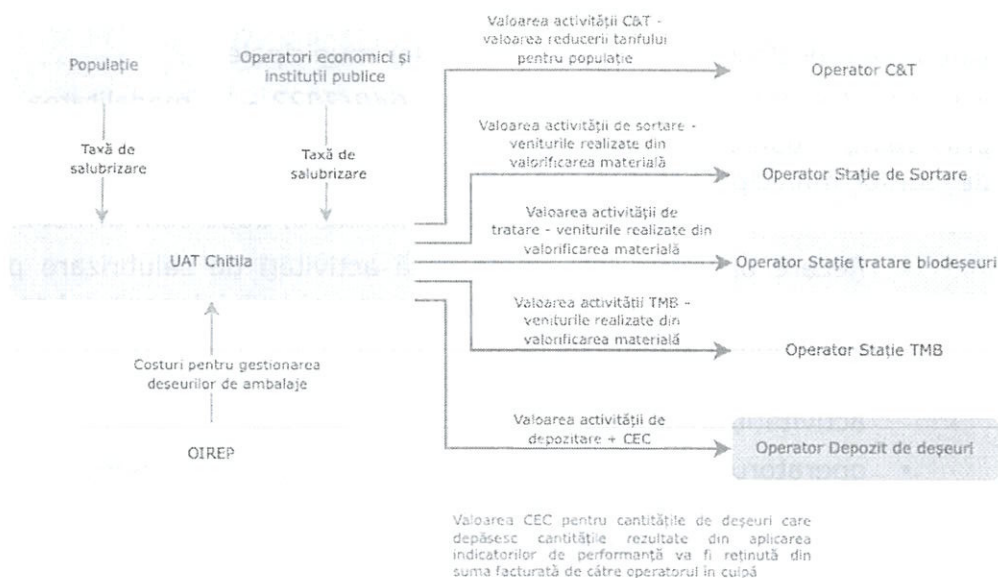 Valoarea activității C&T -
valoarea reducerii tarifului
pentru populație
Populație
Operatori economici și
instituții publice
Operator C&T
Taxă de
salubrizare
Taxă de
salubrizare
Valoarea activității de sortare -
veniturile realizate din
valorificarea materială
Operator Stație de Sortare
Valoarea activității de
tratare - veniturile realizate din
valorificarea materială
UAT Chitila
Operator Stație tratare biodeșeuri
Valoarea activității TMB -
veniturile realizate din
valorificarea materială
Operator Stație TMB
Costuri pentru gestionarea
deșeurilor de ambalaje
Valoarea activității de
depozitare + CEC
Operator Depozit de deșeuri
OIREP
Valoarea CEC pentru cantitățile de deșeuri care
depăsesc cantitățile rezultate din aplicarea
indicatorilor de performanță va fi reținută din
suma facturată de către operatorul în culpă